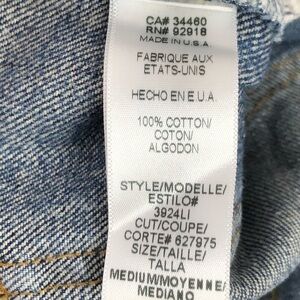 CA# 34460
RN# 92918
MADE IN U.S.A.
FABRIQUE AUX
ETATS-UNIS
HECHO EN E.U.A.
100% COTTON/
COTON/
ALGODON
STYLE/MODELLE/
ESTILO#
3924LI
CUT/COUPE/
CORTE# 627975
SIZE/TAILLE/
TALLA
MEDIUM/MOYENNE/
MEDIANO